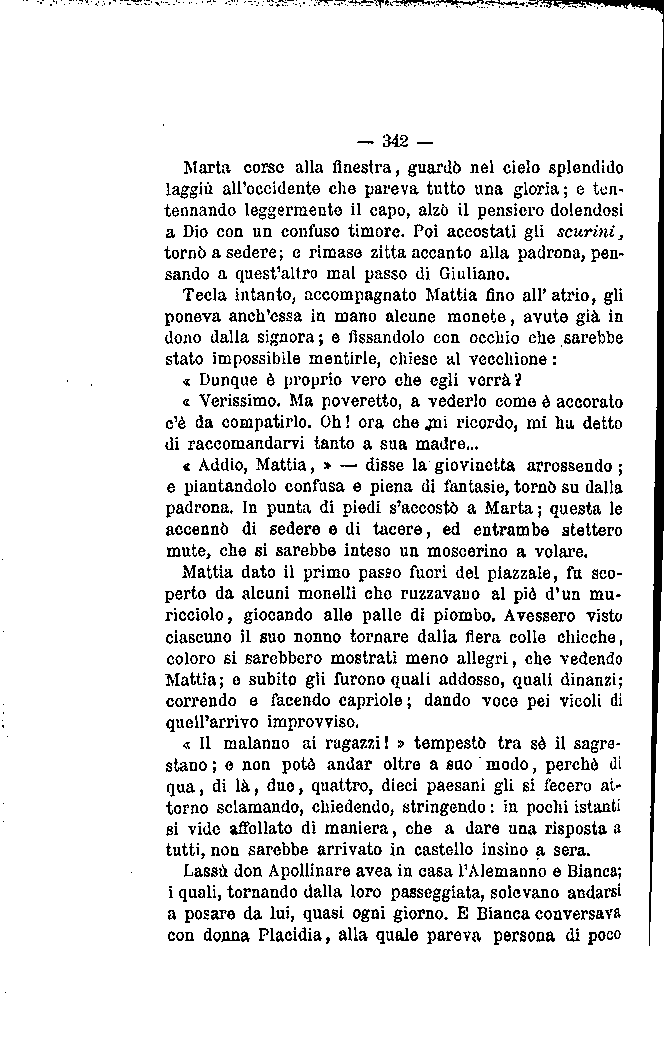 — 342 —
Marta corse alla finestra, guardò nel cielo splendido
laggiù all'occidente che pareva tutto una gloria; e ten-
tennando leggermente il capo, alzò il pensiero dolendosi
a Dio con un confuso timore. Poi accostati gli scurini,
tornò a sedere; e rimase zitta accanto alla padrona, pen-
sando a quest'altro mal passo di Giuliano.
Tecla intanto, accompagnato Mattia fino all' atrio, gli
poneva anch'essa in mano alcune monete, avute già in
dono dalla signora; e fissandolo con occhio che sarebbe
stato impossibile mentirle, chiese al vecchione:
« Dunque è proprio vero che egli verrà?
« Verissimo. Ma poveretto, a vederlo come è accorato
c'è da compatirlo. Oh! ora che mi ricordo, mi ha detto
di raccomandarvi tanto a sua madre...
« Addio, Mattia, » — disse la giovinetta arrossendo;
e piantandolo confusa e piena di fantasie, tornò su dalla
padrona. In punta di piedi s'accostò a Marta; questa le
accennò di sedere e di tacere, ed entrambe stettero
mute, che si sarebbe inteso un moscerino a volare.
Mattia dato il primo passo fuori del piazzale, fu sco-
perto da alcuni monelli che ruzzavano al piè d'un mu-
ricciolo, giocando alle palle di piombo. Avessero visto
ciascuno il suo nonno tornare dalla fiera colle chicche,
coloro si sarebbero mostrati meno allegri, che vedendo
Mattia; e subito gli furono quali addosso, quali dinanzi;
correndo e facendo capriole; dando voce pei vicoli di
quell'arrivo improvviso.
« Il malanno ai ragazzi! » tempestò tra sè il sagre-
stano; e non potè andar oltre a suo modo, perchè di
qua, di là, due, quattro, dieci paesani gli si fecero at-
torno sclamando, chiedendo, stringendo: in pochi istanti
si vide affollato di maniera, che a dare una risposta a
tutti, non sarebbe arrivato in castello insino a sera.
Lassù don Apollinare avea in casa l'Alemanno e Bianca;
i quali, tornando dalla loro passeggiata, solevano andarsi
a posare da lui, quasi ogni giorno. E Bianca conversava
con donna Placidia, alla quale pareva persona di poco